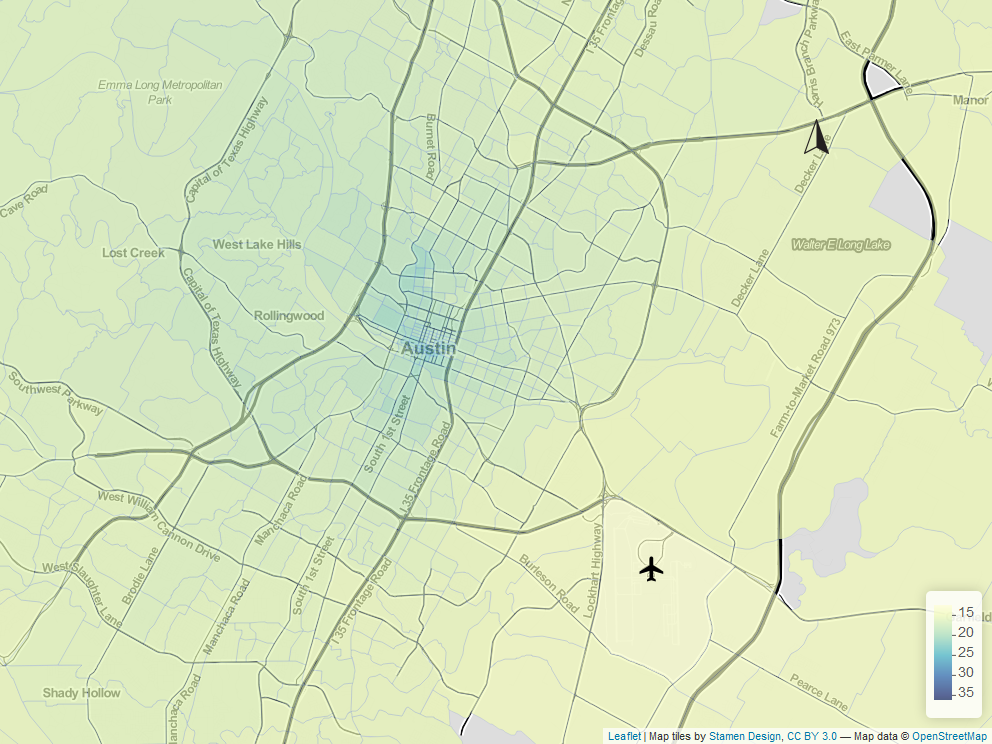 I 35 Frontage
Dessau Road
Harris Branch Parkway
East Parmer Lane
Emma Long Metropolitan
Park
Manor
Capital of Texas Highway
Burnet Road
Decker Lane
Cave Road
Lost Creek
West Lake Hills
Walter E Long Lake
Decker Lane
Capital of Texas Highway
Rollingwood
Austin
Farm-to-Market Road 973
Southwest Parkway
South 1st Street
I 35 Frontage Road
West William Cannon Drive
Manchaca Road
South 1st Street
Lockhart Highway
Burleson Road
West Slaughter Lane
Brodie Lane
Manchaca Road
I 35 Frontage Road
15
20
25
30
35
Shady Hollow
Manchaca Road
Pearce Lane
Leaflet | Map tiles by Stamen Design, CC BY 3.0 — Map data © OpenStreetMap